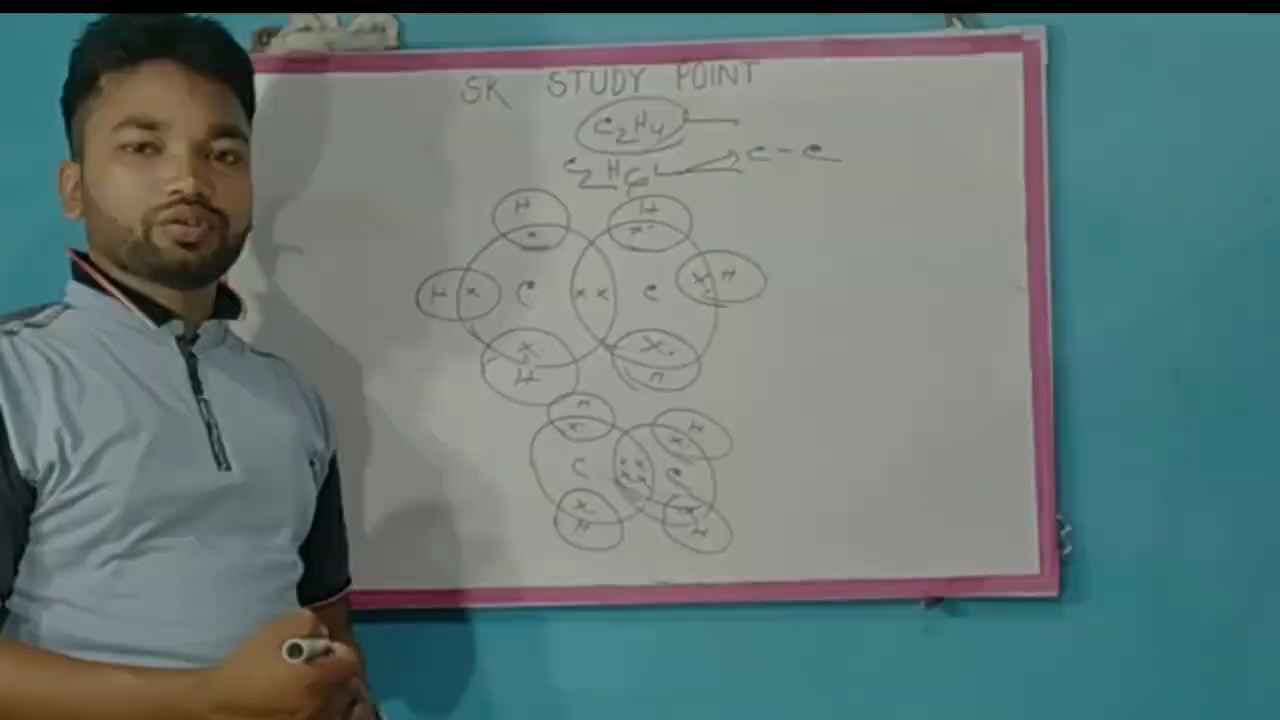 SK STUDY POINT
C2H4
C2H6 C-C
H H
x x.
H x C x x C x. H
x. x.
H H
H H
x. x
C C
x. x.
H H